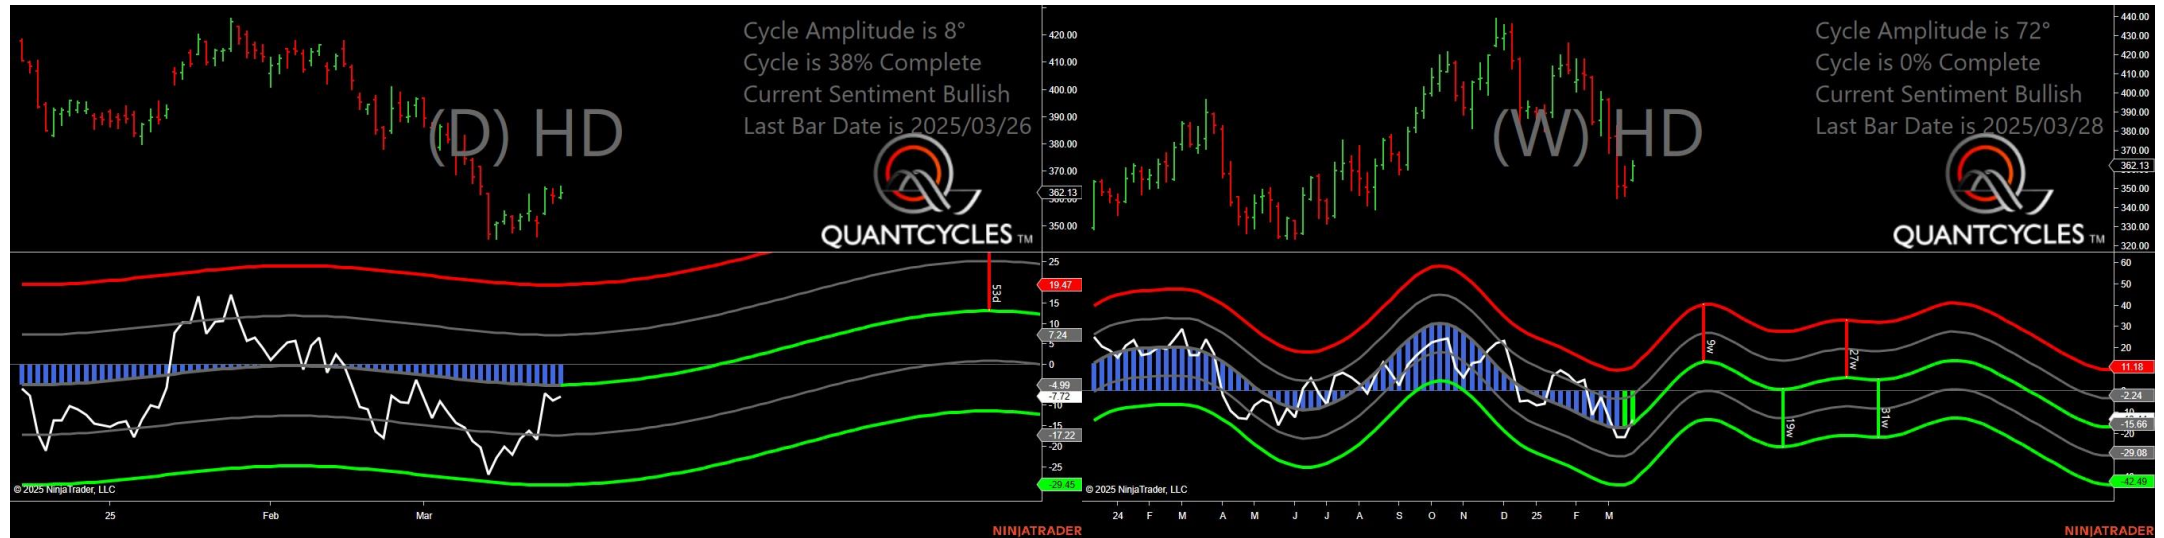 Cycle Amplitude is 8°
Cycle is 38% Complete
Current Sentiment Bullish
Last Bar Date is 2025/03/26
(D) HD
QUANTCYCLES TM
420.00
410.00
400.00
390.00
380.00
370.00
362.13
350.00
25
19.47
15
10
7.24
5
0
-4.99
-7.72
-10
-15
-17.22
-20
-25
-29.45
53d
© 2025 NinjaTrader, LLC
25 Feb Mar
NINJATRADER
Cycle Amplitude is 72°
Cycle is 0% Complete
Current Sentiment Bullish
Last Bar Date is 2025/03/28
(W) HD
QUANTCYCLES TM
440.00
430.00
420.00
410.00
400.00
390.00
380.00
370.00
362.13
350.00
340.00
330.00
320.00
60
50
40
30
20
11.18
-2.24
-15.66
-20
-29.08
-42.49
9w
19w
27w
31w
© 2025 NinjaTrader, LLC
24 F M A M J J A S O N D 25 F M
NINJATRADER